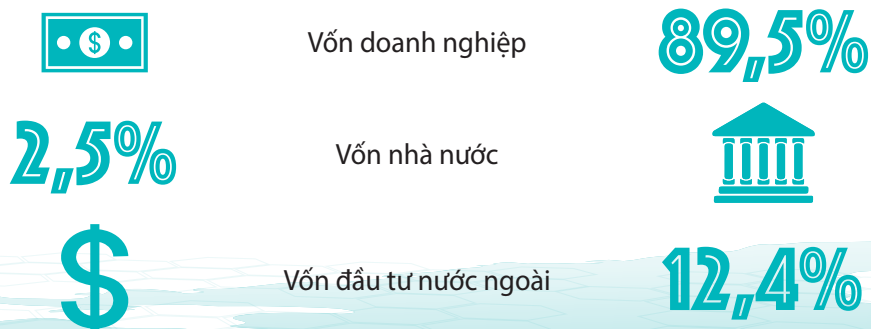 $ Vốn doanh nghiệp 89,5%
2,5% Vốn nhà nước
$ Vốn đầu tư nước ngoài 12,4%